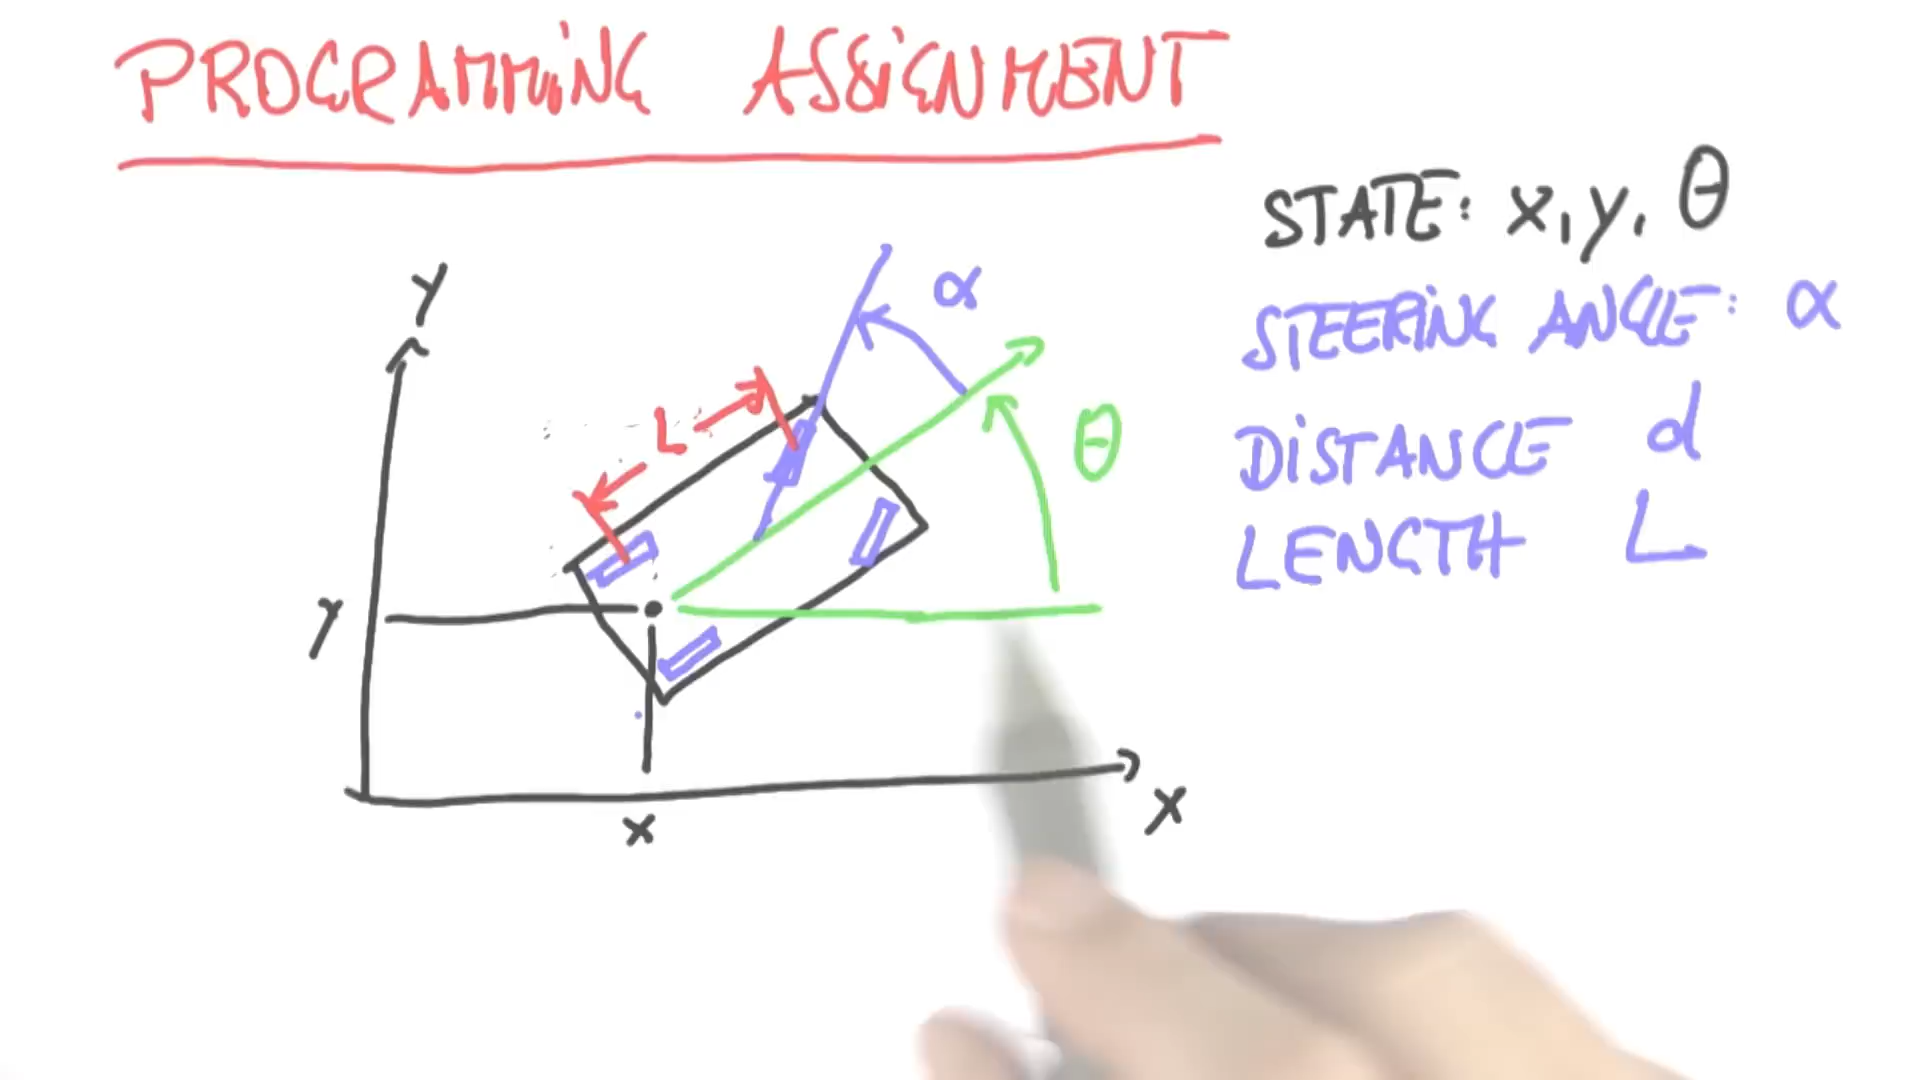 PROGRAMMING ASSIGNMENT
STATE: x, y, θ
STEERING ANGLE: α
DISTANCE d
LENGTH L
y
α
L
θ
y
x
x